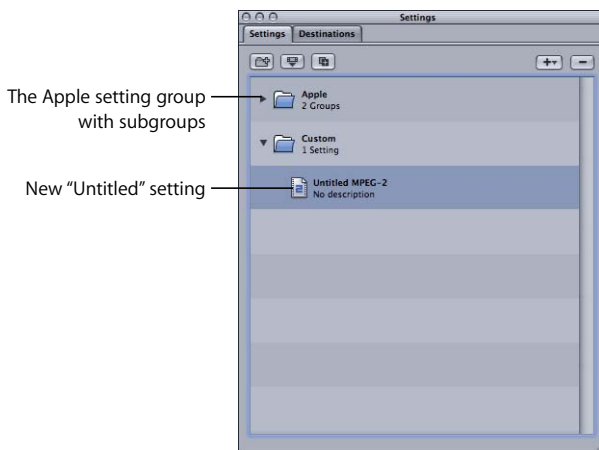 Settings
Settings Destinations
The Apple setting group
with subgroups
Apple
2 Groups
Custom
1 Setting
New “Untitled” setting
Untitled MPEG-2
No description